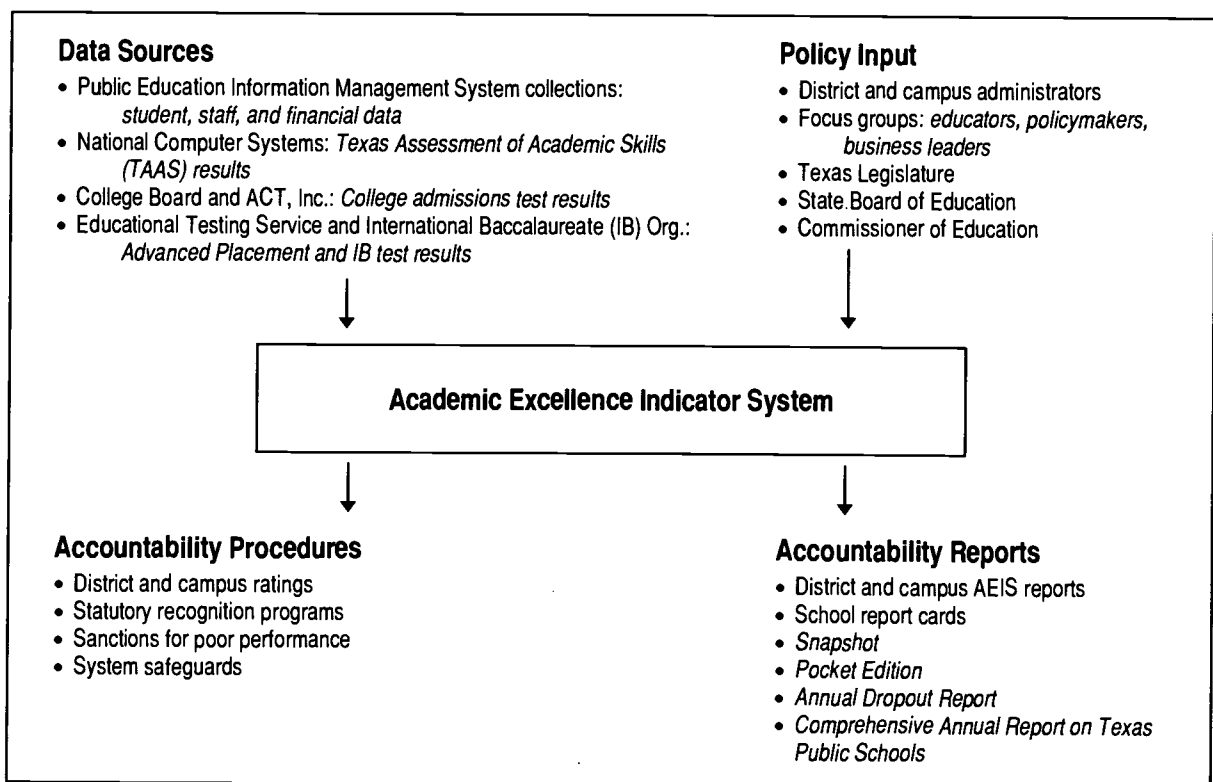 Data Sources
• Public Education Information Management System collections:
student, staff, and financial data
• National Computer Systems: Texas Assessment of Academic Skills
(TAAS) results
• College Board and ACT, Inc.: College admissions test results
• Educational Testing Service and International Baccalaureate (IB) Org.:
Advanced Placement and IB test results
Policy Input
• District and campus administrators
• Focus groups: educators, policymakers,
business leaders
• Texas Legislature
• State.Board of Education
• Commissioner of Education
Academic Excellence Indicator System
Accountability Procedures
• District and campus ratings
• Statutory recognition programs
• Sanctions for poor performance
• System safeguards
Accountability Reports
• District and campus AEIS reports
• School report cards
• Snapshot
• Pocket Edition
• Annual Dropout Report
• Comprehensive Annual Report on Texas
Public Schools